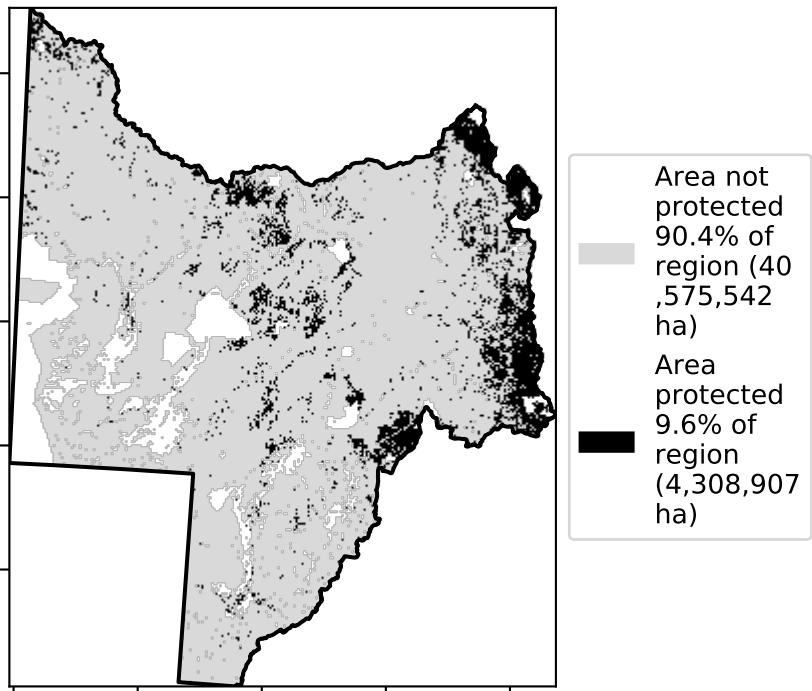 Area not
protected
90.4% of
region (40
,575,542
ha)
Area
protected
9.6% of
region
(4,308,907
ha)